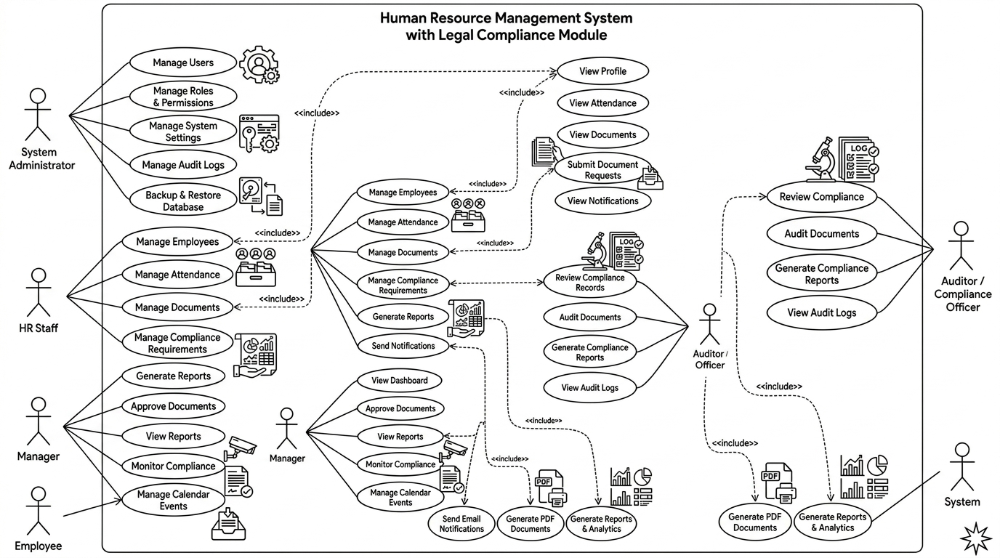 Human Resource Management System
with Legal Compliance Module
System
Administrator
HR Staff
Manager
Employee
Manage Users
Manage Roles
& Permissions
Manage System
Settings
Manage Audit Logs
Backup & Restore
Database
Manage Employees
Manage Attendance
Manage Documents
Manage Compliance
Requirements
Generate Reports
Approve Documents
View Reports
Monitor Compliance
Manage Calendar
Events
<<include>>
<<include>>
<<include>>
Manage Employees
Manage Attendance
Manage Documents
Manage Compliance
Requirements
Generate Reports
Send Notifications
Manager
View Dashboard
Approve Documents
View Reports
Monitor Compliance
Manage Calendar
Events
<<include>>
<<include>>
<<include>>
View Profile
View Attendance
View Documents
Submit Document
Requests
View Notifications
LOG
Review Compliance
Records
Audit Documents
Generate Compliance
Reports
View Audit Logs
Auditor /
Officer
<<include>>
<<include>>
PDF
Send Email
Notifications
Generate PDF
Documents
Generate Reports
& Analytics
LOG
Review Compliance
Audit Documents
Generate Compliance
Reports
View Audit Logs
Auditor /
Compliance
Officer
<<include>>
<<include>>
PDF
Generate PDF
Documents
Generate Reports
& Analytics
System